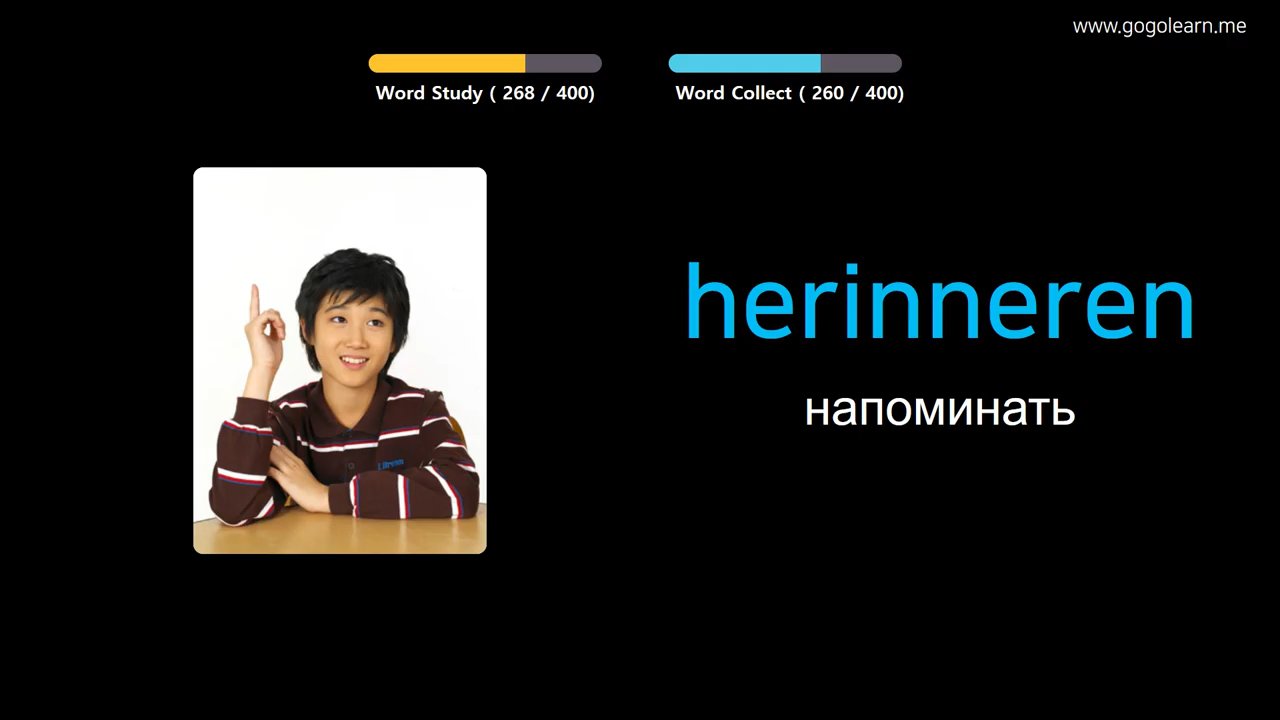 www.gogolearn.me
Word Study ( 268 / 400)
Word Collect ( 260 / 400)
herinneren
напоминать